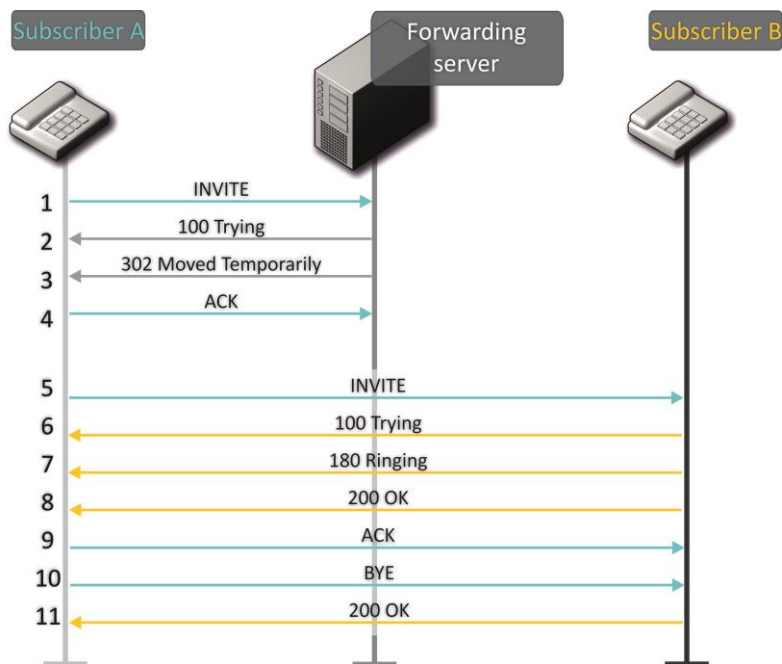 Subscriber A
Forwarding
server
Subscriber B
1 INVITE
2 100 Trying
3 302 Moved Temporarily
4 ACK
5 INVITE
6 100 Trying
7 180 Ringing
8 200 OK
9 ACK
10 BYE
11 200 OK